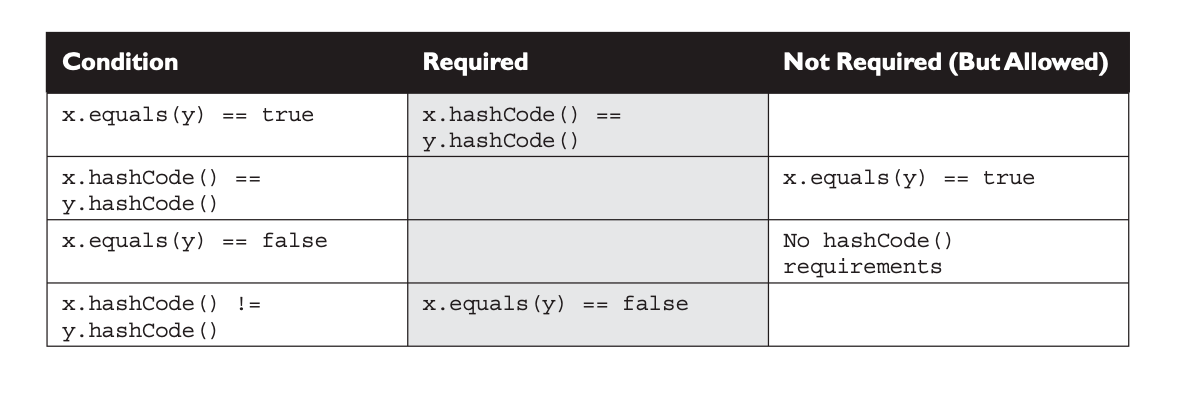 Condition Required Not Required (But Allowed)
x.equals(y) == true x.hashCode() ==
y.hashCode()
x.hashCode() == x.equals(y) == true
y.hashCode()
x.equals(y) == false No hashCode()
requirements
x.hashCode() != x.equals(y) == false
y.hashCode()